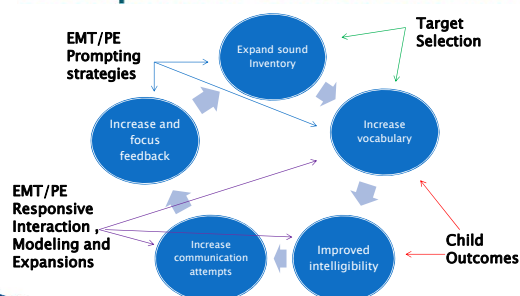 EMT/PE
Prompting
strategies
Expand sound
Inventory
Target
Selection
Increase and
focus
feedback
Increase
vocabulary
EMT/PE
Responsive
Interaction ,
Modeling and
Expansions
Increase
communication
attempts
Improved
intelligibility
Child
Outcomes